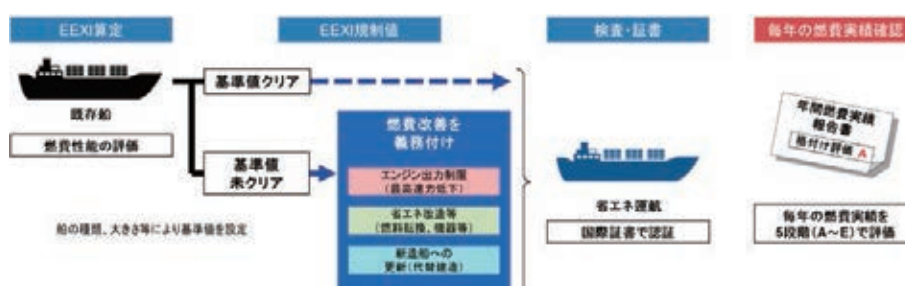 EEXI算定
EEXI規制値
検査・証書
毎年の燃費実績確認
既存船
燃費性能の評価
船の種類、大きさ等により基準値を設定
基準値クリア
基準値
未クリア
燃費改善を
義務付け
エンジン出力制限
(最高速力低下)
省エネ改造等
(燃料転換、機器等)
新造船への
更新(代替建造)
省エネ運航
国際証書で認証
年間燃費実績
報告書
格付け評価 A
毎年の燃費実績を
5段階(A～E)で評価